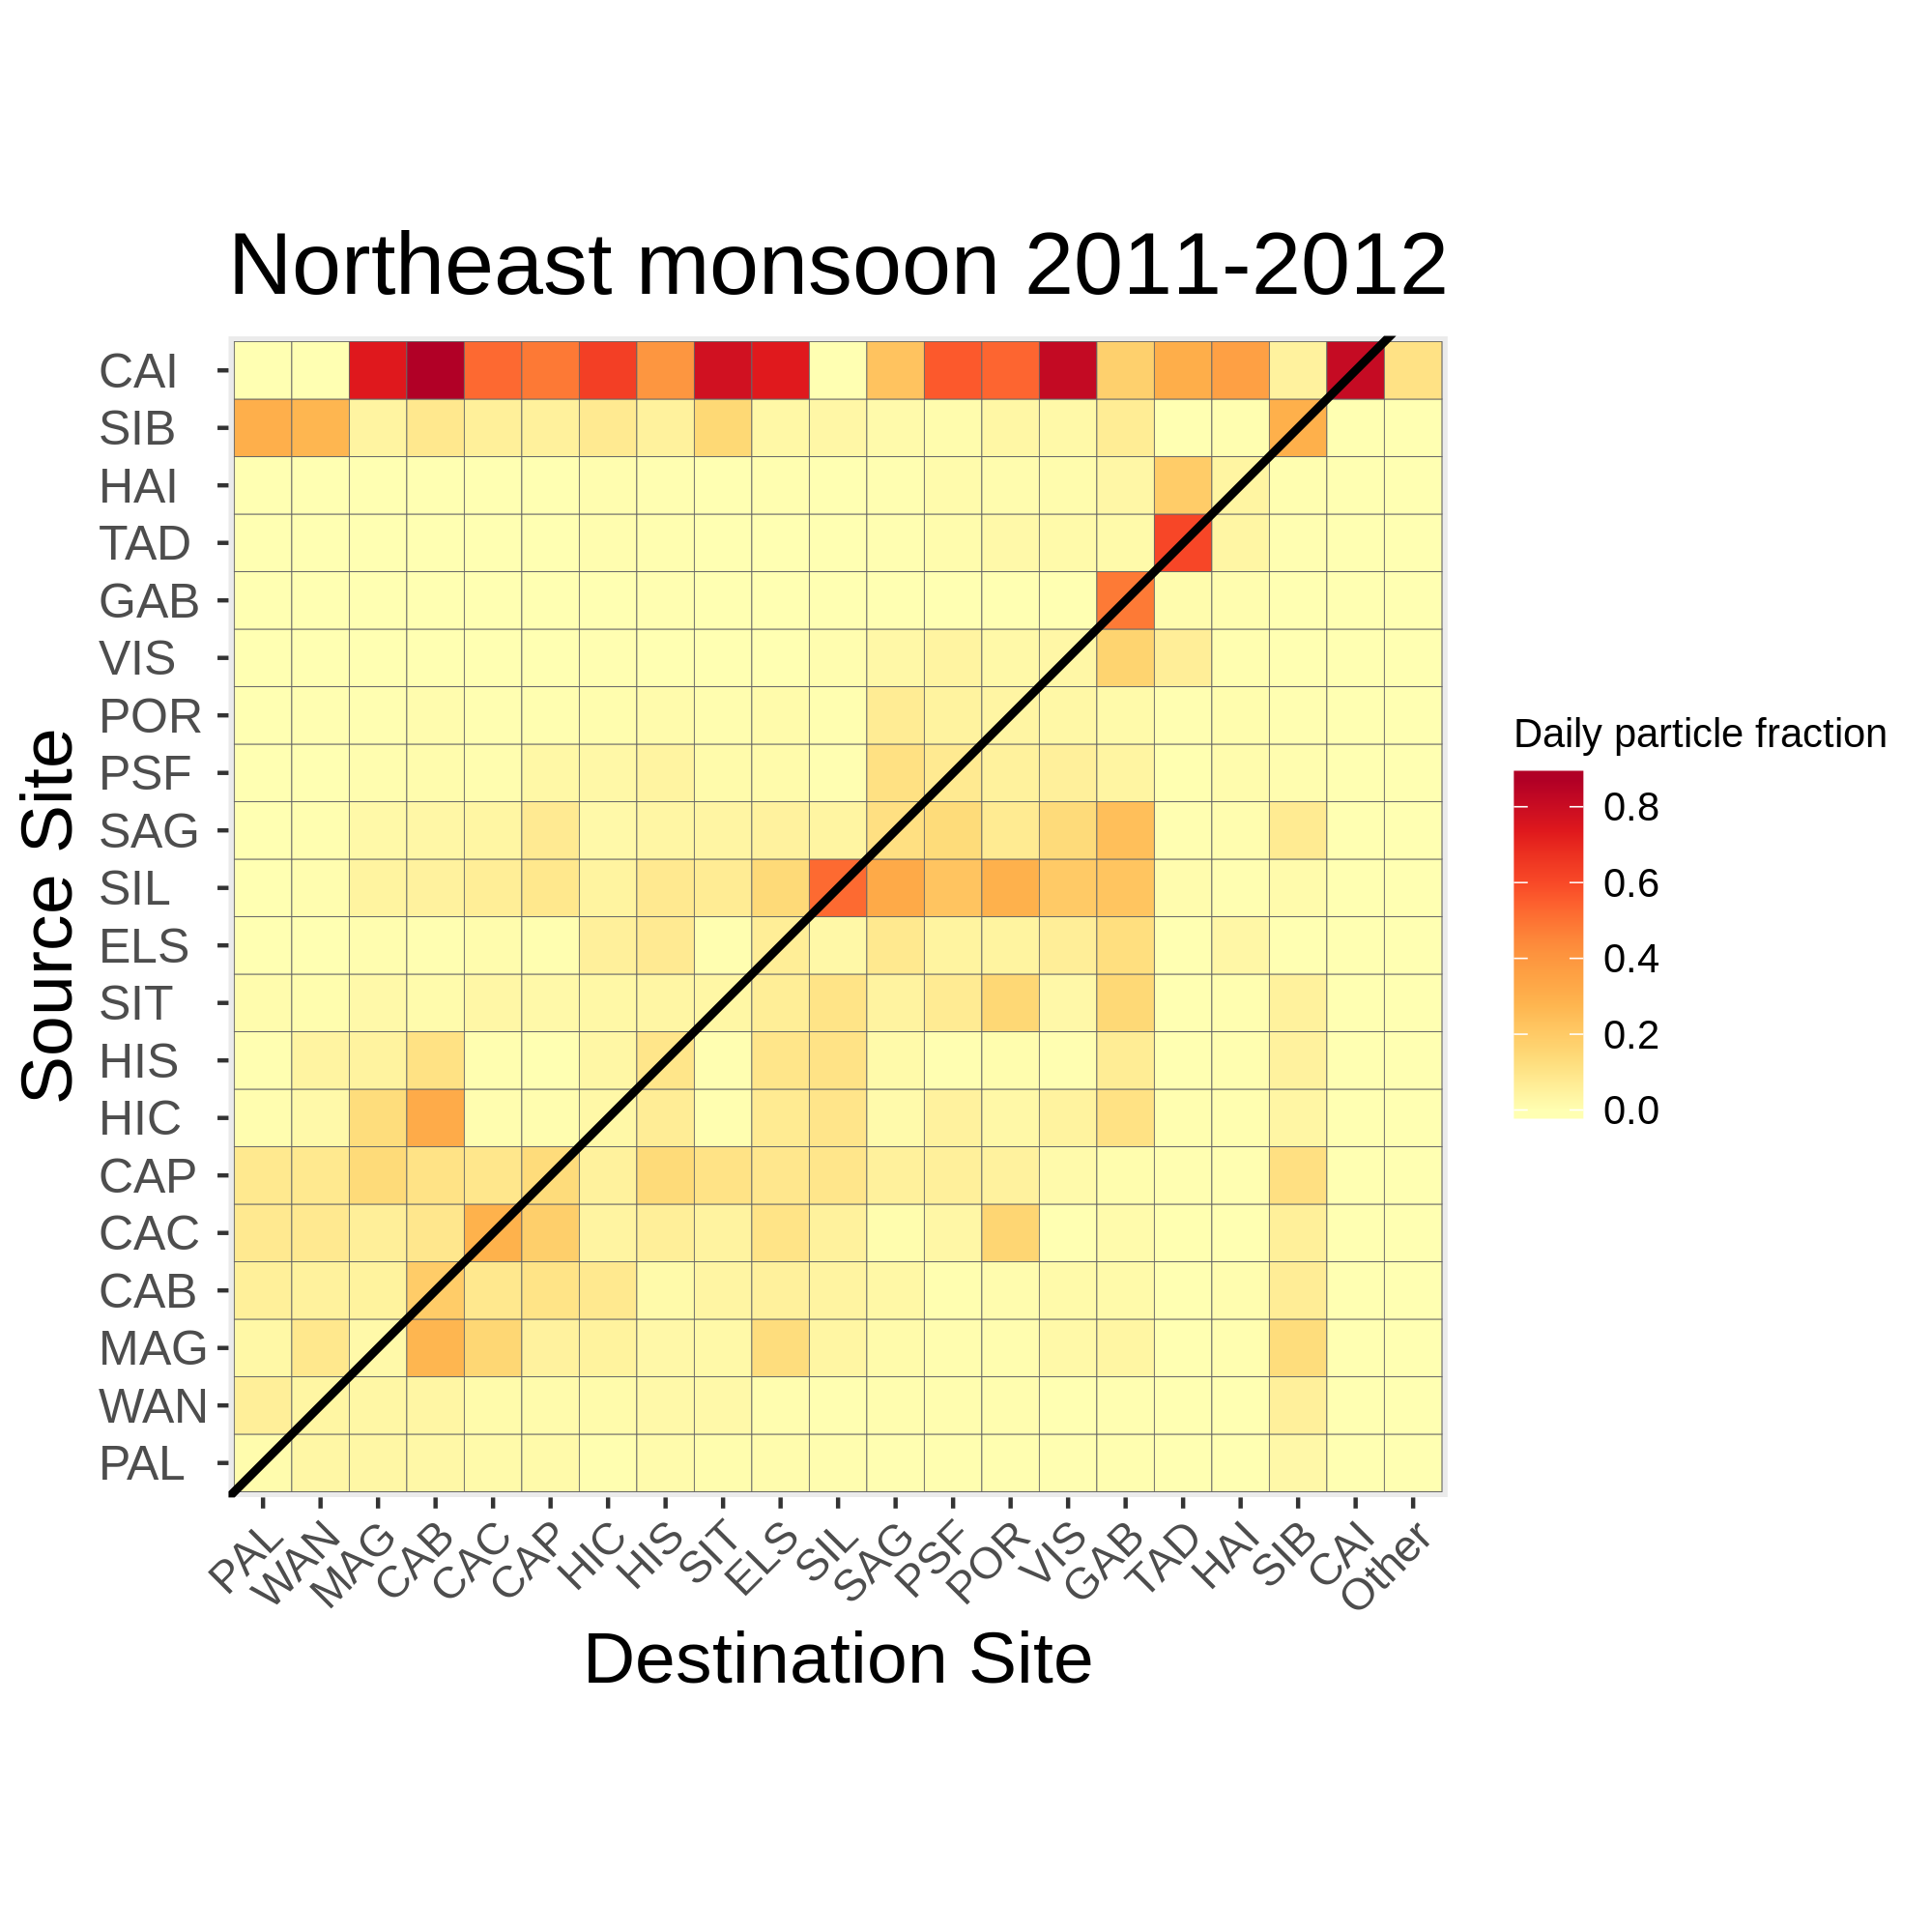 Northeast monsoon 2011-2012
Source Site
CAI
SIB
HAI
TAD
GAB
VIS
POR
PSF
SAG
SIL
ELS
SIT
HIS
HIC
CAP
CAC
CAB
MAG
WAN
PAL
PAL WAN MAG CAB CAC CAP HIC HIS SIT ELS SIL SAG PSF POR VIS GAB TAD HAI SIB CAI Other
Destination Site
Daily particle fraction
0.8
0.6
0.4
0.2
0.0